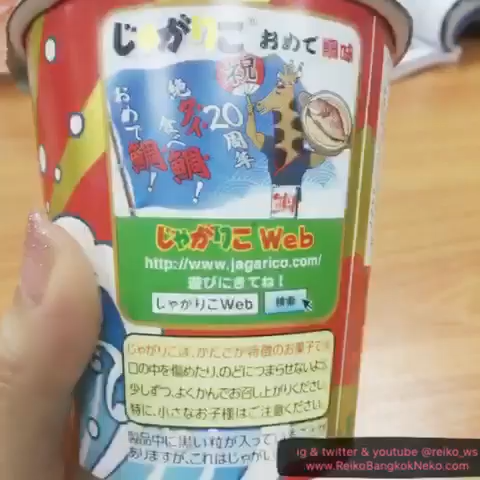 じゃがりこ® おめで鯛味
祝
20周年
絶タイ食べ鯛!
おめで鯛!
鯛
じゃがりこ Web
http://www.jagarico.com/
遊びにきてね!
じゃがりこWeb 検索
じゃがりこは、かたさが特徴のお菓子で
口の中を傷めたり、のどにつまらせないよ
少しずつ、よくかんでお召し上がりください
特に、小さなお子様はご注意ください
製品中に黒い粒が入って
ありますが、これはじゃがい
ig & twitter & youtube @reiko_ws
www.ReikoBangkokNeko.com